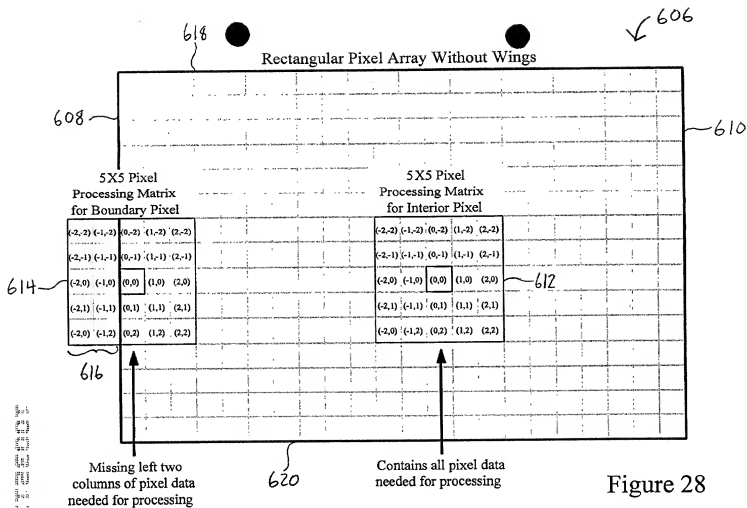 618
606
Rectangular Pixel Array Without Wings
608
610
5X5 Pixel
Processing Matrix
for Boundary Pixel
5X5 Pixel
Processing Matrix
for Interior Pixel
(-2,-2) (-1,-2) (0,-2) (1,-2) (2,-2)
(-2,-1) (-1,-1) (0,-1) (1,-1) (2,-1)
(-2,0) (-1,0) (0,0) (1,0) (2,0)
(-2,1) (-1,1) (0,1) (1,1) (2,1)
(-2,0) (-1,2) (0,2) (1,2) (2,2)
(-2,-2) (-1,-2) (0,-2) (1,-2) (2,-2)
(-2,-1) (-1,-1) (0,-1) (1,-1) (2,-1)
(-2,0) (-1,0) (0,0) (1,0) (2,0)
(-2,1) (-1,1) (0,1) (1,1) (2,1)
(-2,0) (-1,2) (0,2) (1,2) (2,2)
614
612
616
Missing left two
columns of pixel data
needed for processing
620
Contains all pixel data
needed for processing
Figure 28